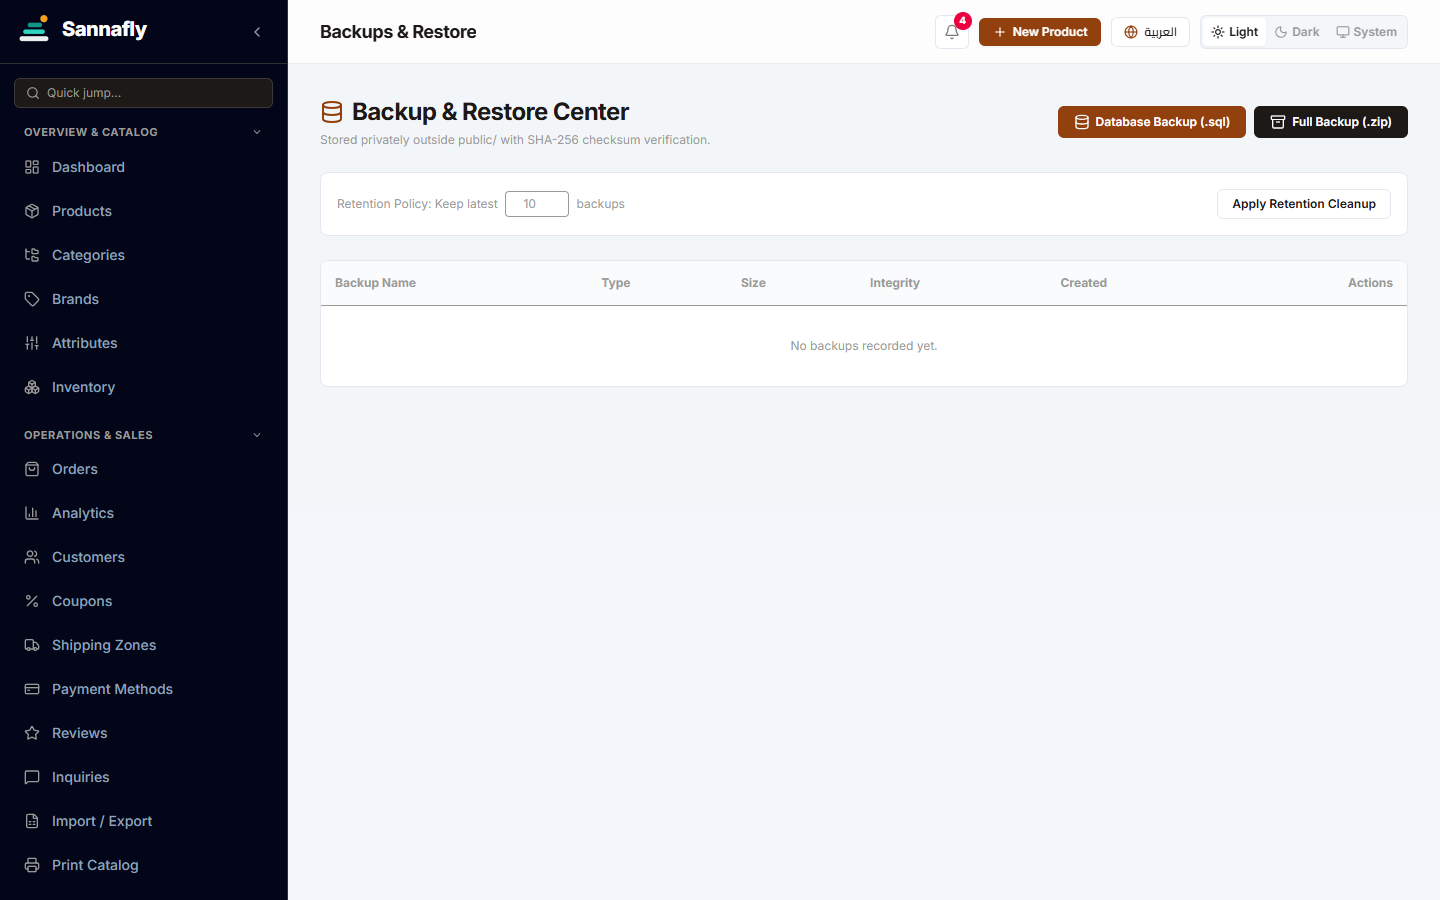 Sannafly
Quick jump...
OVERVIEW & CATALOG
Dashboard
Products
Categories
Brands
Attributes
Inventory
OPERATIONS & SALES
Orders
Analytics
Customers
Coupons
Shipping Zones
Payment Methods
Reviews
Inquiries
Import / Export
Print Catalog
Backups & Restore
4
New Product
العربية
Light
Dark
System
Backup & Restore Center
Stored privately outside public/ with SHA-256 checksum verification.
Database Backup (.sql)
Full Backup (.zip)
Retention Policy: Keep latest 10 backups
Apply Retention Cleanup
Backup Name Type Size Integrity Created Actions
No backups recorded yet.